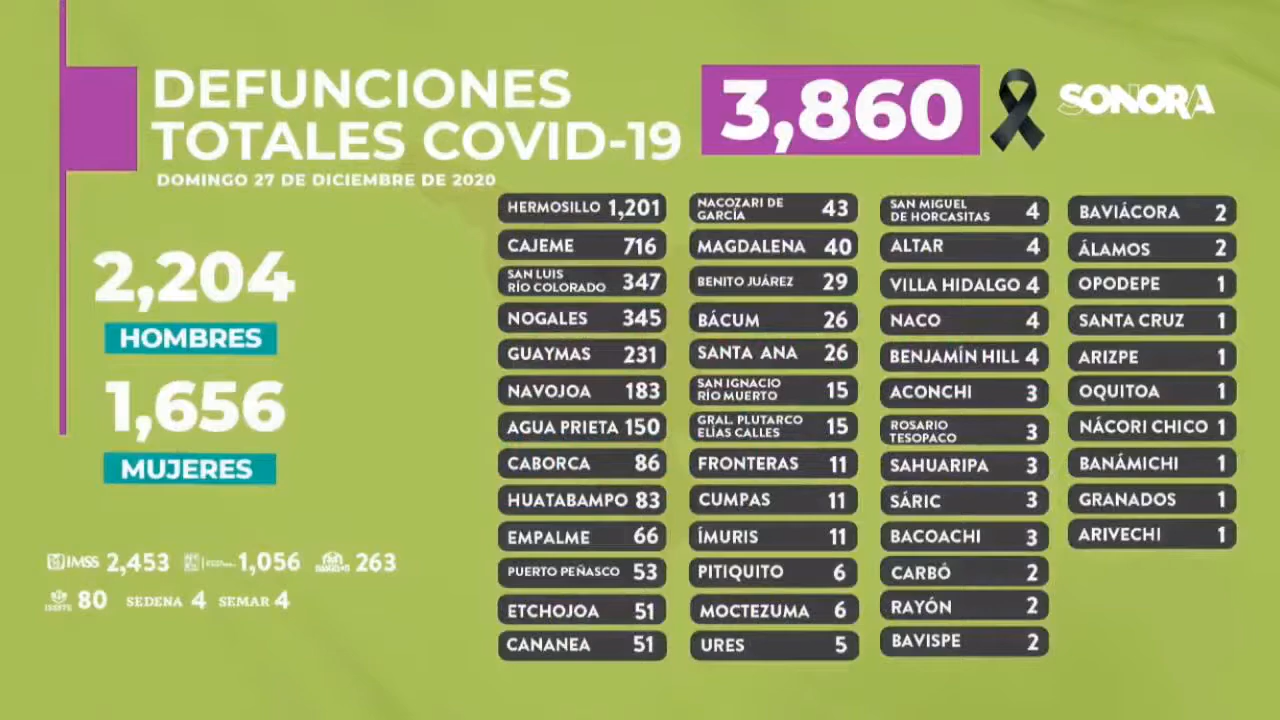 DEFUNCIONES
TOTALES COVID-19
DOMINGO 27 DE DICIEMBRE DE 2020
3,860
SONORA
2,204
HOMBRES
1,656
MUJERES
IMSS 2,453
1,056
263
80
SEDENA 4
SEMAR 4
HERMOSILLO 1,201
CAJEME 716
SAN LUIS
RÍO COLORADO 347
NOGALES 345
GUAYMAS 231
NAVOJOA 183
AGUA PRIETA 150
CABORCA 86
HUATABAMPO 83
EMPALME 66
PUERTO PEÑASCO 53
ETCHOJOA 51
CANANEA 51
NACOZARI DE
GARCÍA 43
MAGDALENA 40
BENITO JUÁREZ 29
BÁCUM 26
SANTA ANA 26
SAN IGNACIO
RÍO MUERTO 15
GRAL. PLUTARCO
ELÍAS CALLES 15
FRONTERAS 11
CUMPAS 11
ÍMURIS 11
PITIQUITO 6
MOCTEZUMA 6
URES 5
SAN MIGUEL
DE HORCASITAS 4
ALTAR 4
VILLA HIDALGO 4
NACO 4
BENJAMÍN HILL 4
ACONCHI 3
ROSARIO
TESOPACO 3
SAHUARIPA 3
SÁRIC 3
BACOACHI 3
CARBÓ 2
RAYÓN 2
BAVISPE 2
BAVIÁCORA 2
ÁLAMOS 2
OPODEPE 1
SANTA CRUZ 1
ARIZPE 1
OQUITOA 1
NÁCORI CHICO 1
BANÁMICHI 1
GRANADOS 1
ARIVECHI 1